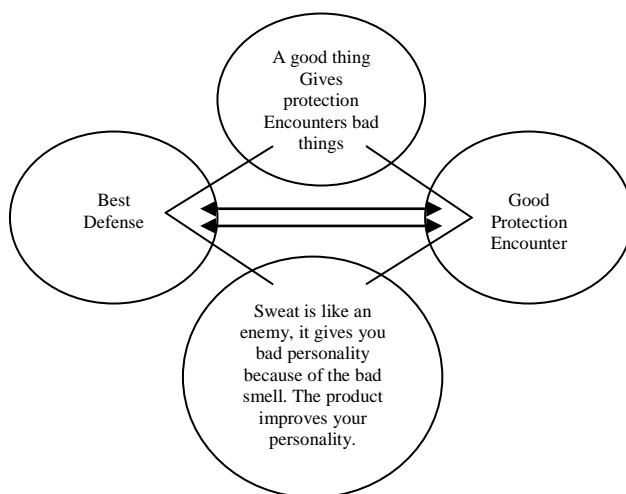 A good thing
Gives
protection
Encounters bad
things
Best
Defense
Good
Protection
Encounter
Sweat is like an
enemy, it gives you
bad personality
because of the bad
smell. The product
improves your
personality.